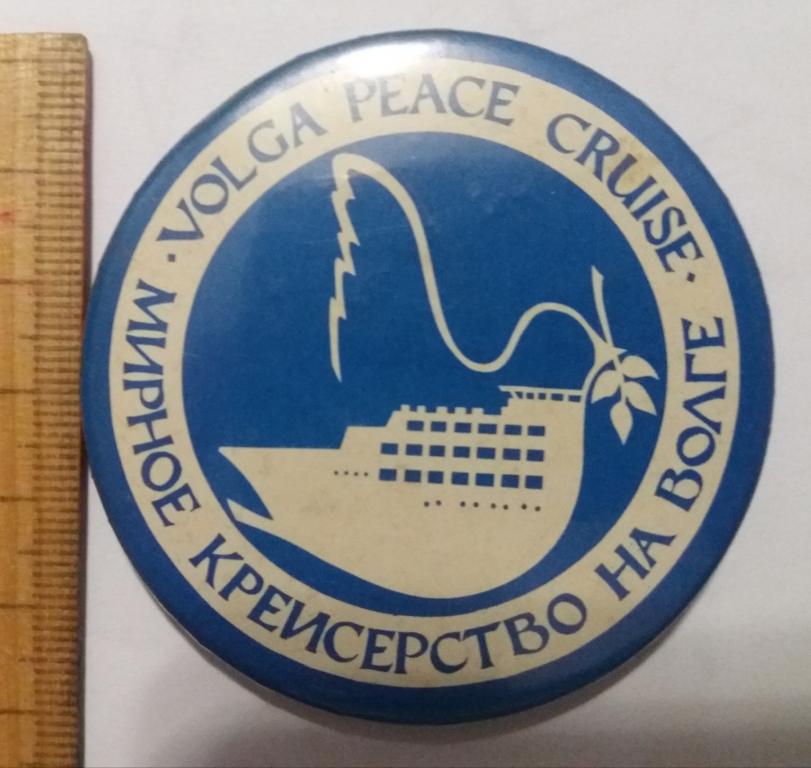 · VOLGA PEACE CRUISE ·
МИРНОЕ КРЕИСЕРСТВО НА ВОЛГЕ